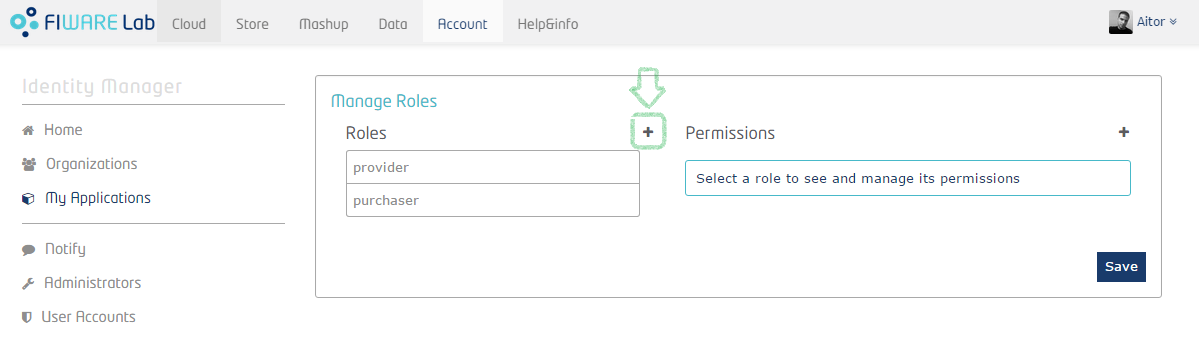 FIWARE Lab
Cloud
Store
Mashup
Data
Account
Help&info
Aitor
Identity Manager
Home
Organizations
My Applications
Notify
Administrators
User Accounts
Manage Roles
Roles
+
provider
purchaser
Permissions
+
Select a role to see and manage its permissions
Save